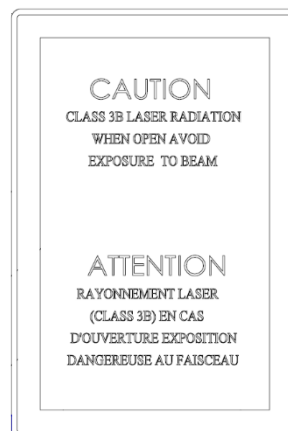 CAUTION
CLASS 3B LASER RADIATION
WHEN OPEN AVOID
EXPOSURE TO BEAM
ATTENTION
RAYONNEMENT LASER
(CLASS 3B) EN CAS
D'OUVERTURE EXPOSITION
DANGEREUSE AU FAISCEAU